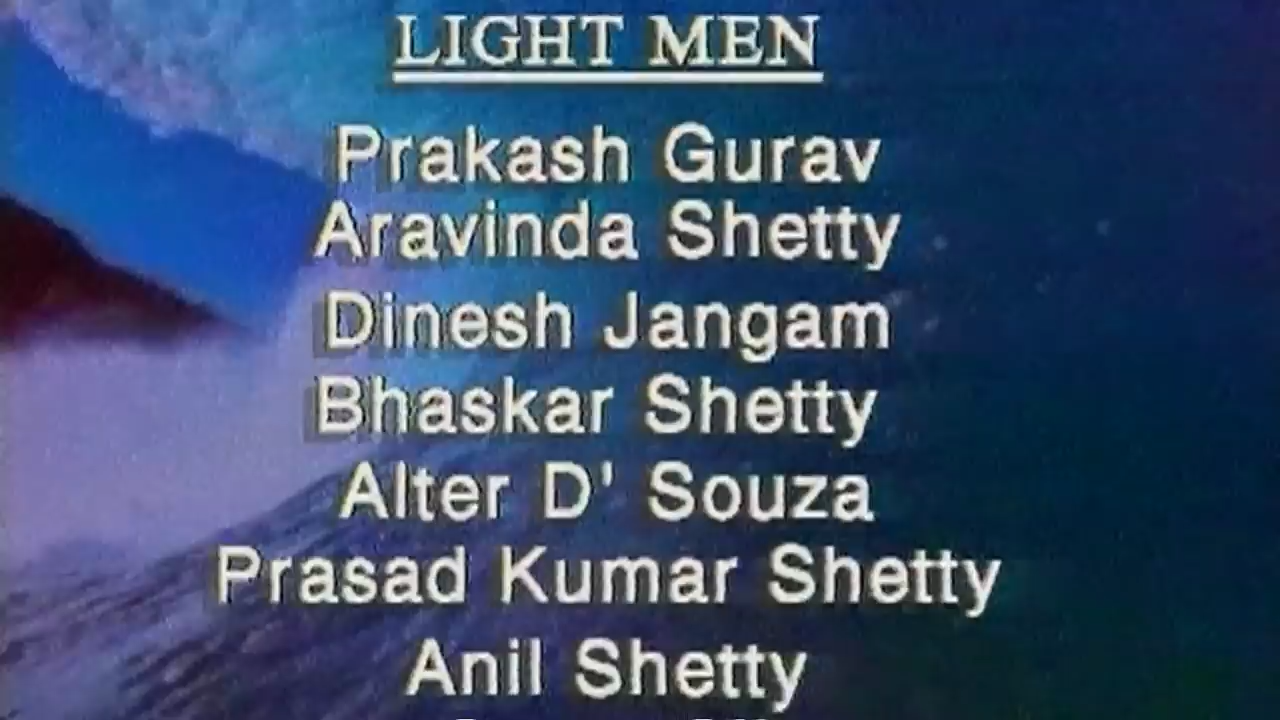 LIGHT MEN
Prakash Gurav
Aravinda Shetty
Dinesh Jangam
Bhaskar Shetty
Alter D' Souza
Prasad Kumar Shetty
Anil Shetty